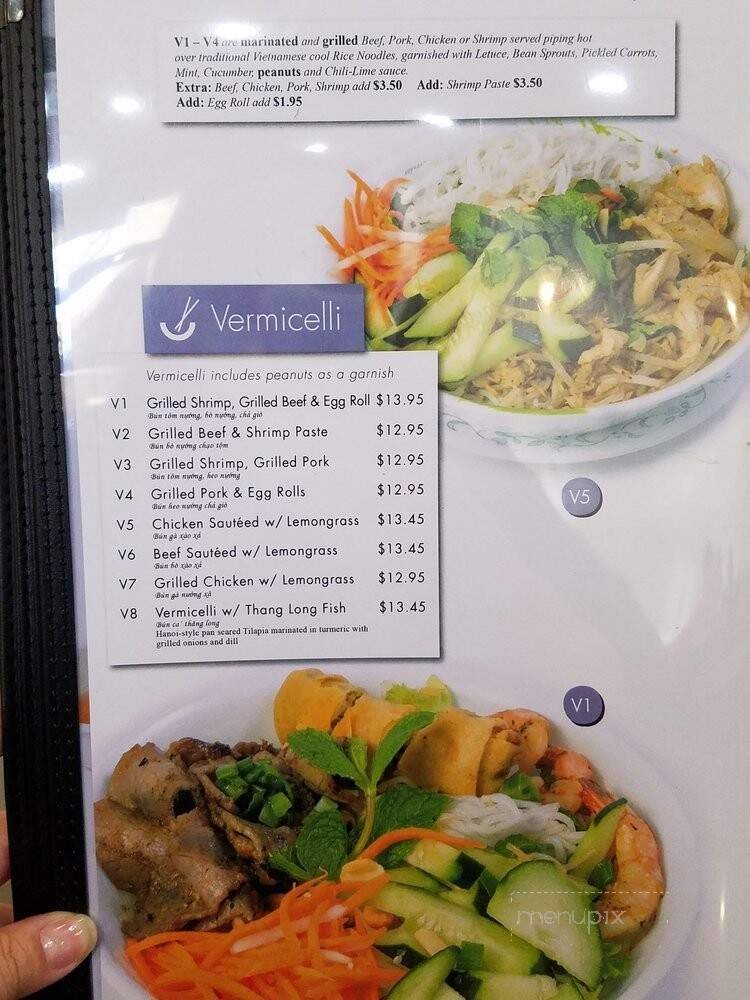 V1 – V4 are marinated and grilled Beef, Pork, Chicken or Shrimp served piping hot
over traditional Vietnamese cool Rice Noodles, garnished with Letuce, Bean Sprouts, Pickled Carrots,
Mint, Cucumber, peanuts and Chili-Lime sauce.
Extra: Beef, Chicken, Pork, Shrimp add $3.50 Add: Shrimp Paste $3.50
Add: Egg Roll add $1.95
Vermicelli
Vermicelli includes peanuts as a garnish
V1 Grilled Shrimp, Grilled Beef & Egg Roll $13.95
Bún tôm nướng, bò nướng, chả giò
V2 Grilled Beef & Shrimp Paste $12.95
Bún bò nướng chạo tôm
V3 Grilled Shrimp, Grilled Pork $12.95
Bún tôm nướng, heo nướng
V4 Grilled Pork & Egg Rolls $12.95
Bún heo nướng chả giò
V5 Chicken Sautéed w/ Lemongrass $13.45
Bún gà xào xả
V6 Beef Sautéed w/ Lemongrass $13.45
Bún bò xào xả
V7 Grilled Chicken w/ Lemongrass $12.95
Bún gà nướng xả
V8 Vermicelli w/ Thang Long Fish $13.45
Bún ca' thăng long
Hanoi-style pan seared Tilapia marinated in turmeric with
grilled onions and dill
V5
V1
menupix